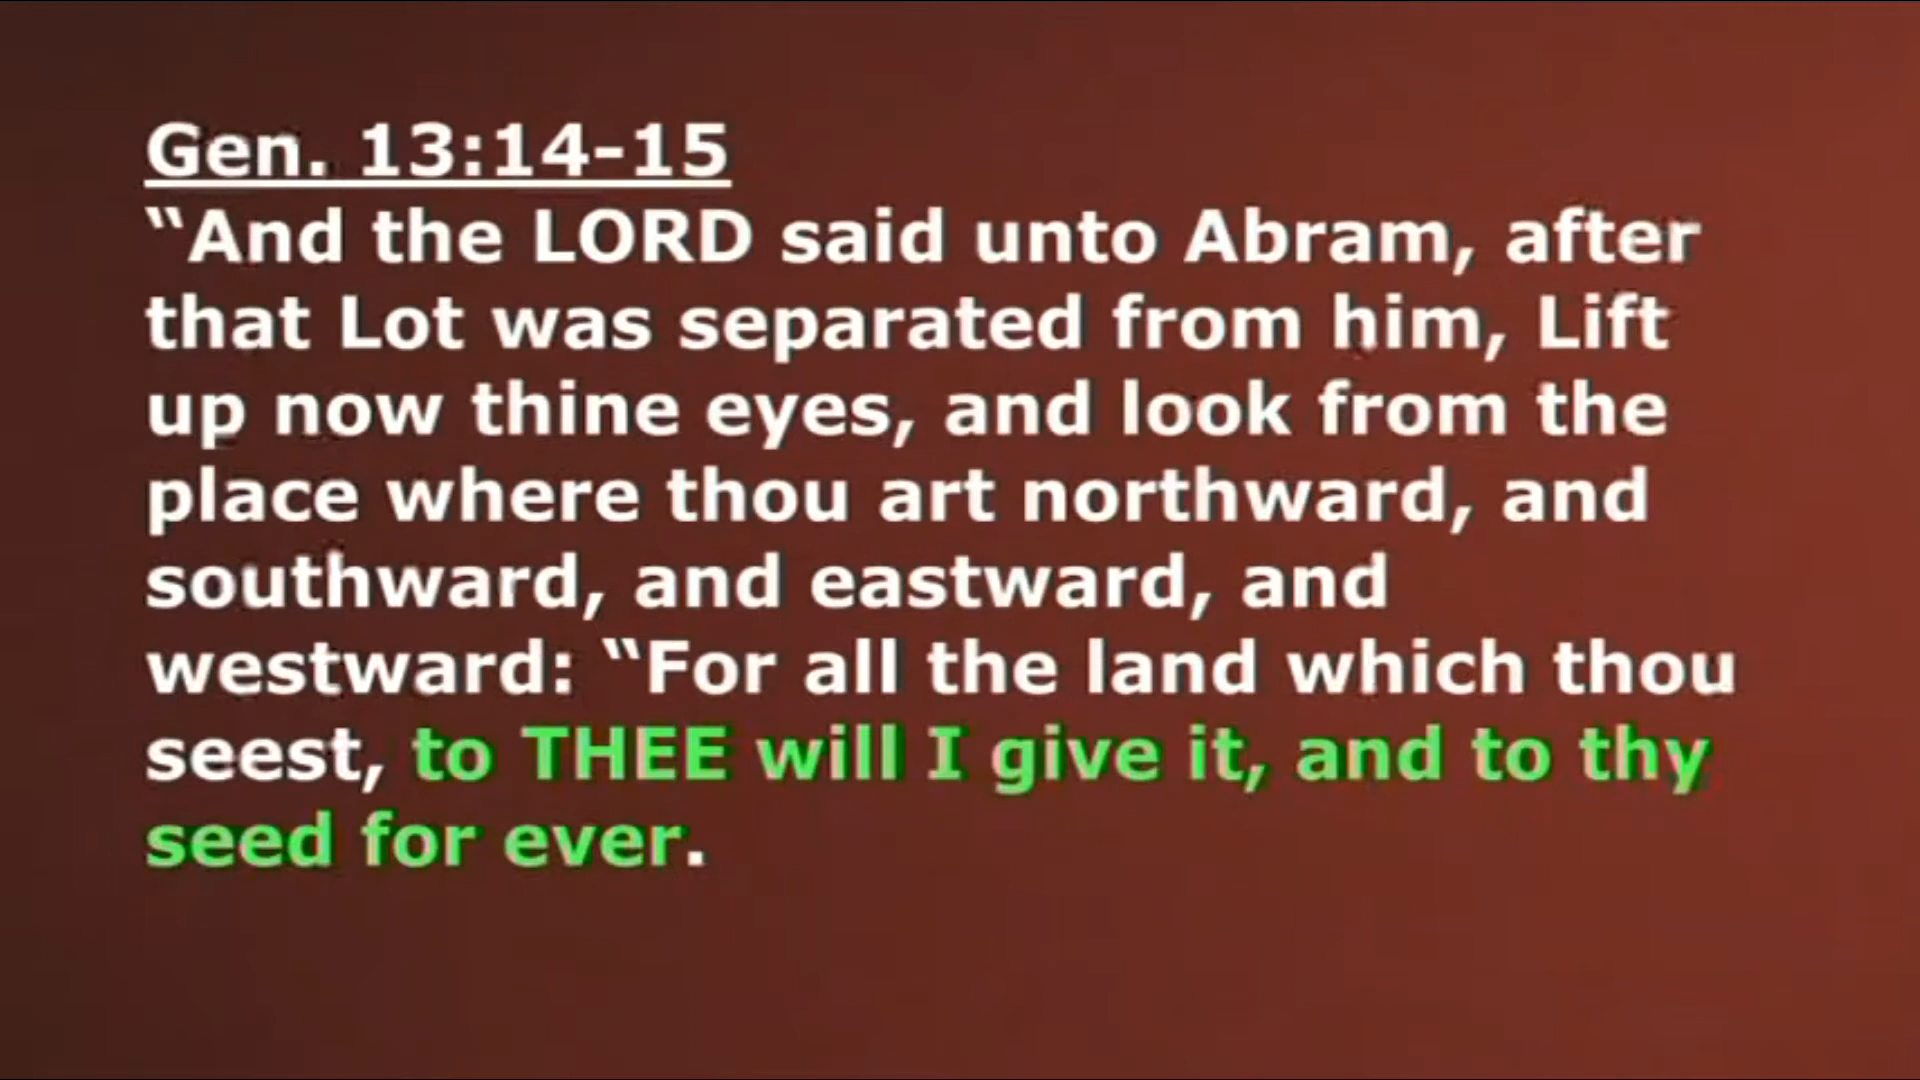 Gen. 13:14-15
“And the LORD said unto Abram, after
that Lot was separated from him, Lift
up now thine eyes, and look from the
place where thou art northward, and
southward, and eastward, and
westward: “For all the land which thou
seest, to THEE will I give it, and to thy
seed for ever.